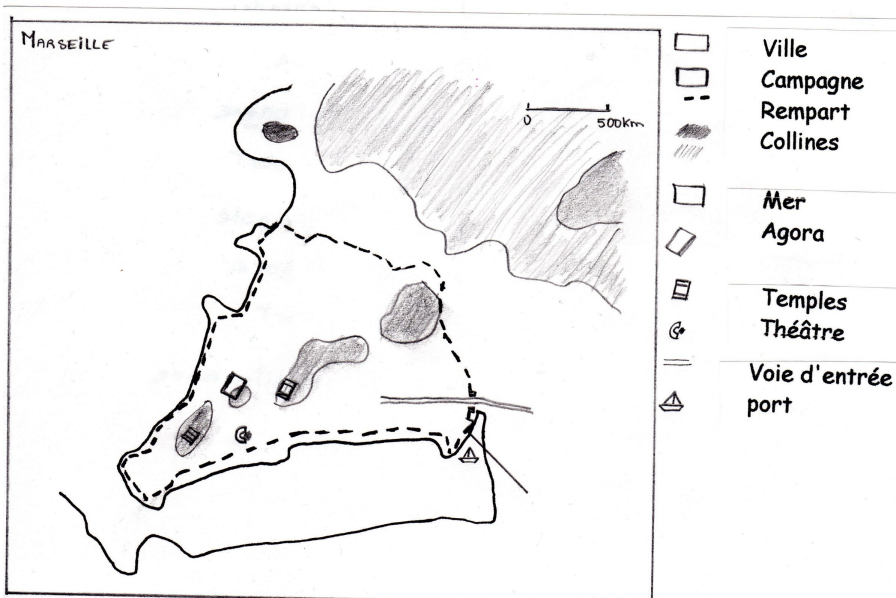 MARSEILLE
0 500km
Ville
Campagne
Rempart
Collines
Mer
Agora
Temples
Théâtre
Voie d'entrée
port